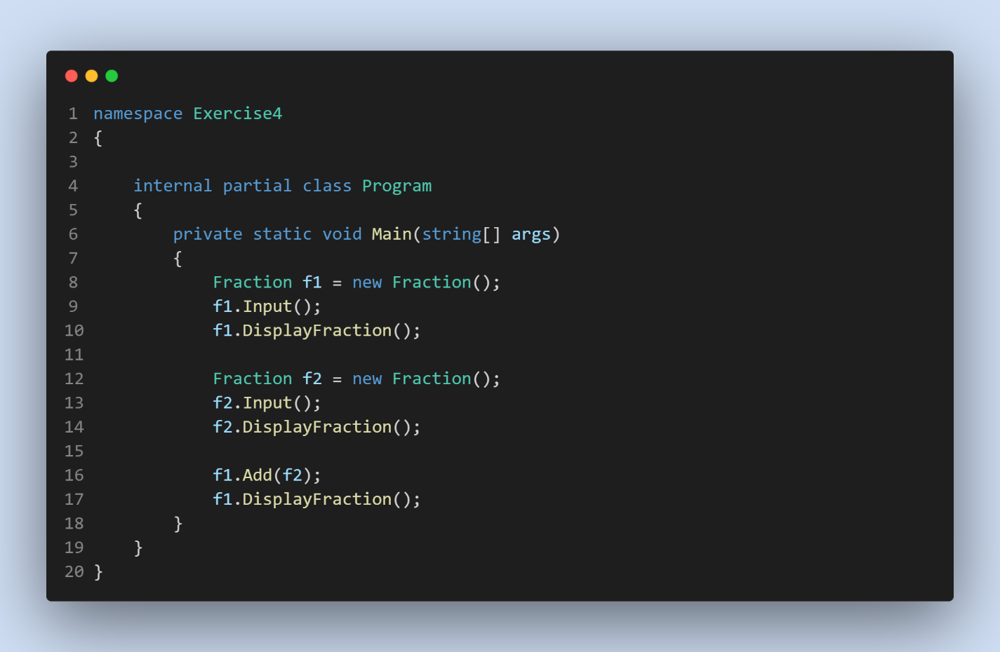 1 namespace Exercise4
2 {
3
4     internal partial class Program
5     {
6         private static void Main(string[] args)
7         {
8             Fraction f1 = new Fraction();
9             f1.Input();
10             f1.DisplayFraction();
11
12             Fraction f2 = new Fraction();
13             f2.Input();
14             f2.DisplayFraction();
15
16             f1.Add(f2);
17             f1.DisplayFraction();
18         }
19     }
20 }